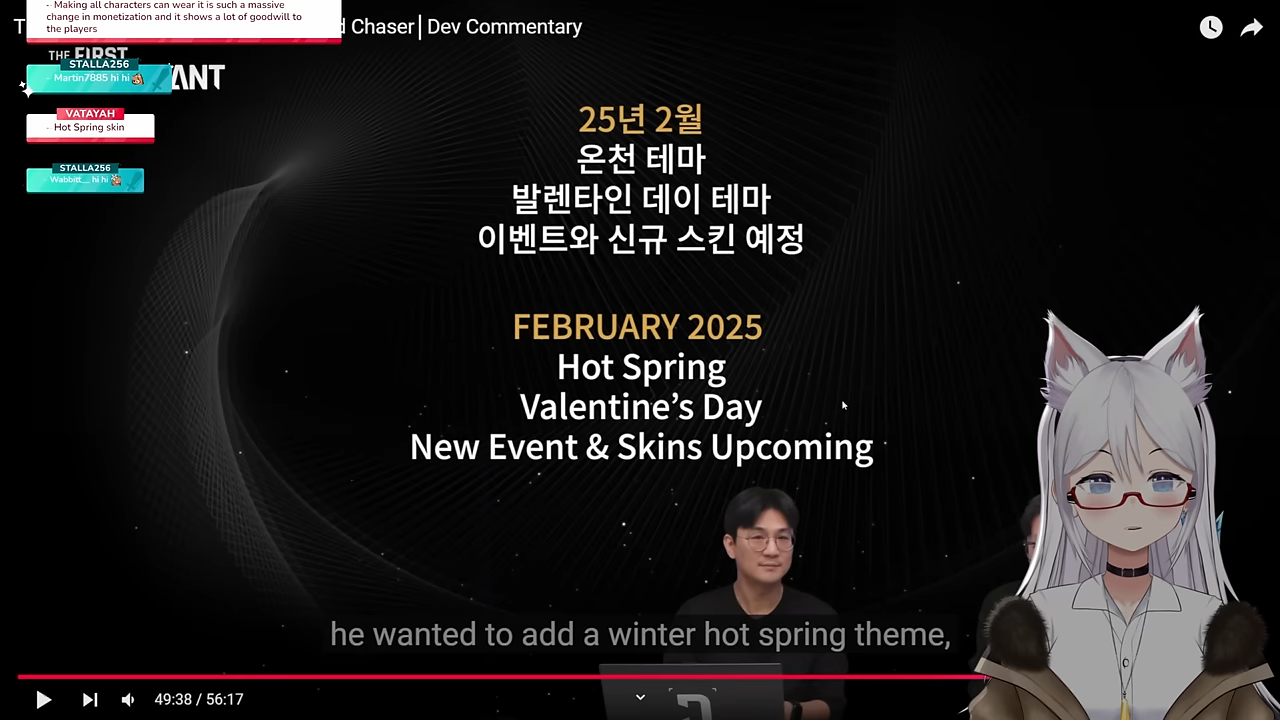 - Making all characters can wear it is such a massive
change in monetization and it shows a lot of goodwill to
the players
T
d Chaser | Dev Commentary
THE FIRST
ANT
STALLA256
- Martin7885 hi hi
VATAYAH
- Hot Spring skin
STALLA256
Wabbitt__ hi hi
25년 2월
온천 테마
발렌타인 데이 테마
이벤트와 신규 스킨 예정
FEBRUARY 2025
Hot Spring
Valentine’s Day
New Event & Skins Upcoming
he wanted to add a winter hot spring theme,
49:38 / 56:17